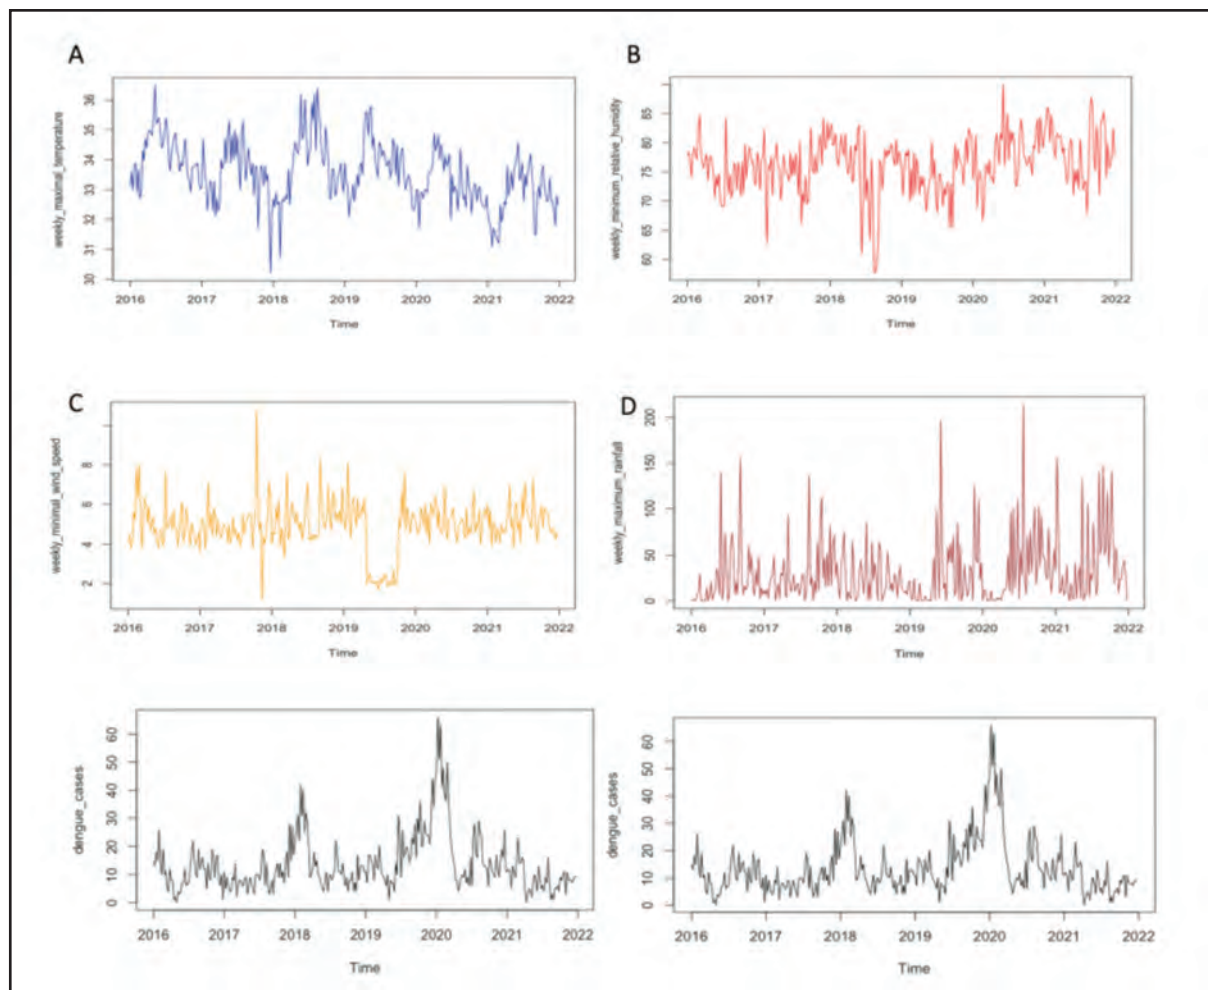 A
weekly_maximal_temperature
30 31 32 33 34 35 36
2016 2017 2018 2019 2020 2021 2022
Time
B
weekly_minimum_relative_humidity
60 65 70 75 80 85
2016 2017 2018 2019 2020 2021 2022
Time
C
weekly_minimal_wind_speed
2 4 6 8
2016 2017 2018 2019 2020 2021 2022
Time
D
weekly_maximum_rainfall
0 50 100 150 200
2016 2017 2018 2019 2020 2021 2022
Time
dengue_cases
0 10 20 30 40 50 60
2016 2017 2018 2019 2020 2021 2022
Time
dengue_cases
0 10 20 30 40 50 60
2016 2017 2018 2019 2020 2021 2022
Time